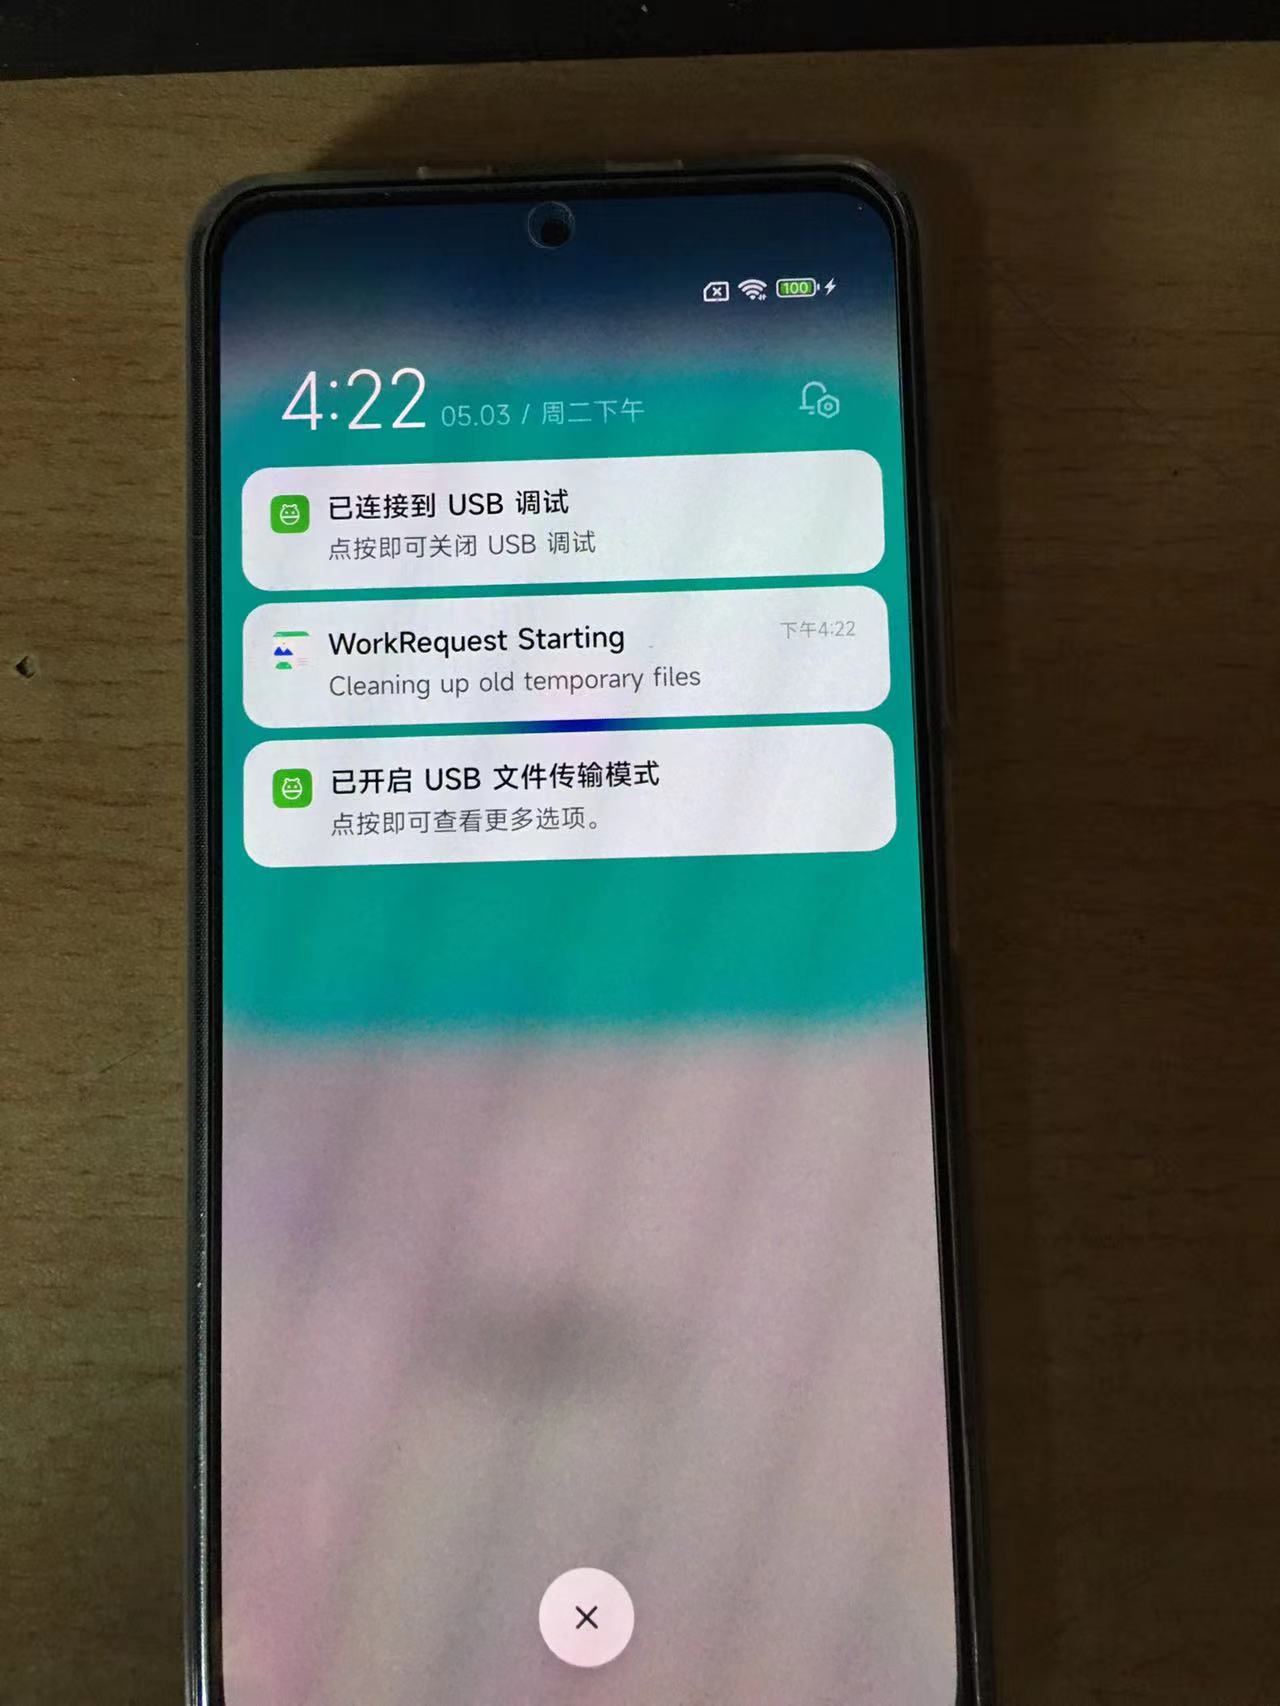 100
4:22 05.03 / 周二下午
已连接到 USB 调试
点按即可关闭 USB 调试
WorkRequest Starting 下午4:22
Cleaning up old temporary files
已开启 USB 文件传输模式
点按即可查看更多选项。